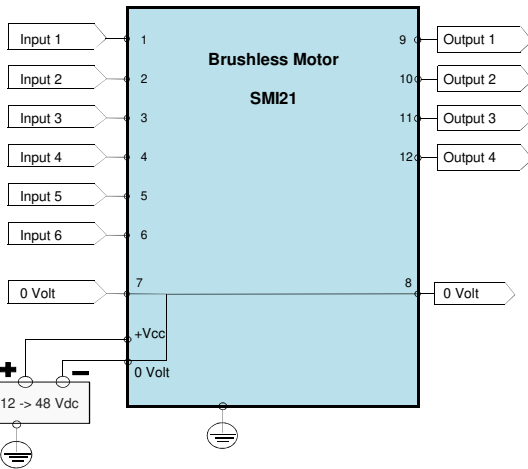 Brushless Motor
SMI21
Input 1
1
Input 2
2
Input 3
3
Input 4
4
Input 5
5
Input 6
6
0 Volt
7
9
Output 1
10
Output 2
11
Output 3
12
Output 4
8
0 Volt
+Vcc
0 Volt
+
−
12 -> 48 Vdc